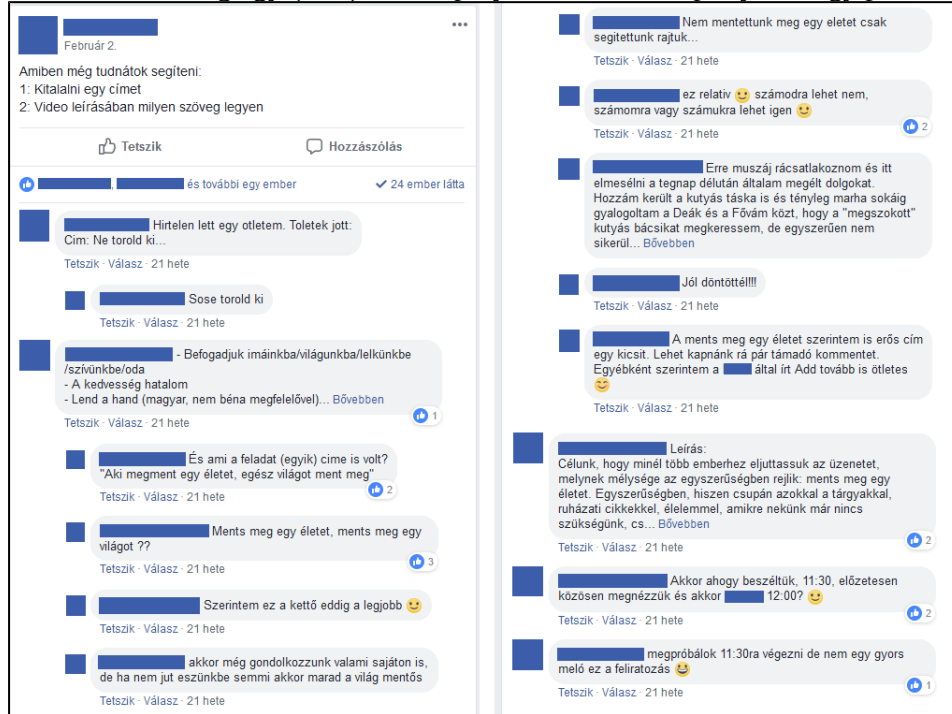 Február 2.
Amiben még tudnátok segíteni:
1: Kitalalni egy címet
2: Video leírásában milyen szöveg legyen
Tetszik
Hozzászólás
, és további egy ember
24 ember látta
Hirtelen lett egy otletem. Toletek jott:
Cim: Ne torold ki...
Tetszik · Válasz · 21 hete
Sose torold ki
Tetszik · Válasz · 21 hete
- Befogadjuk imáinkba/világunkba/lelkünkbe
/szívünkbe/oda
- A kedvesség hatalom
- Lend a hand (magyar, nem béna megfelelővel)... Bővebben
1
Tetszik · Válasz · 21 hete
És ami a feladat (egyik) cime is volt?
"Aki megment egy életet, egész világot ment meg"
2
Tetszik · Válasz · 21 hete
Ments meg egy életet, ments meg egy
világot ??
3
Tetszik · Válasz · 21 hete
Szerintem ez a kettő eddig a legjobb
Tetszik · Válasz · 21 hete
akkor még gondolkozzunk valami sajáton is,
de ha nem jut eszünkbe semmi akkor marad a világ mentős
Tetszik · Válasz · 21 hete
Nem mentettunk meg egy eletet csak
segitettunk rajtuk...
Tetszik · Válasz · 21 hete
ez relativ számodra lehet nem,
számomra vagy számukra lehet igen
2
Tetszik · Válasz · 21 hete
Erre muszáj rácsatlakoznom és itt
elmesélni a tegnap délután általam megélt dolgokat.
Hozzám került a kutyás táska is és tényleg marha sokáig
gyalogoltam a Deák és a Fővám közt, hogy a "megszokott"
kutyás bácsikat megkeressem, de egyszerűen nem
sikerül... Bővebben
Tetszik · Válasz · 21 hete
Jól döntöttél!!!!
Tetszik · Válasz · 21 hete
A ments meg egy életet szerintem is erős cím
egy kicsit. Lehet kapnánk rá pár támadó kommentet.
Egyébként szerintem a által írt Add tovább is ötletes
Tetszik · Válasz · 21 hete
Leírás:
Célunk, hogy minél több emberhez eljuttassuk az üzenetet,
melynek mélysége az egyszerűségben rejlik: ments meg egy
életet. Egyszerűségben, hiszen csupán azokkal a tárgyakkal,
ruházati cikkekkel, élelemmel, amikre nekünk már nincs
szükségünk, cs... Bővebben
2
Tetszik · Válasz · 21 hete
Akkor ahogy beszéltük, 11:30, előzetesen
közösen megnézzük és akkor 12:00?
2
Tetszik · Válasz · 21 hete
megpróbálok 11:30ra végezni de nem egy gyors
meló ez a feliratozás
1
Tetszik · Válasz · 21 hete